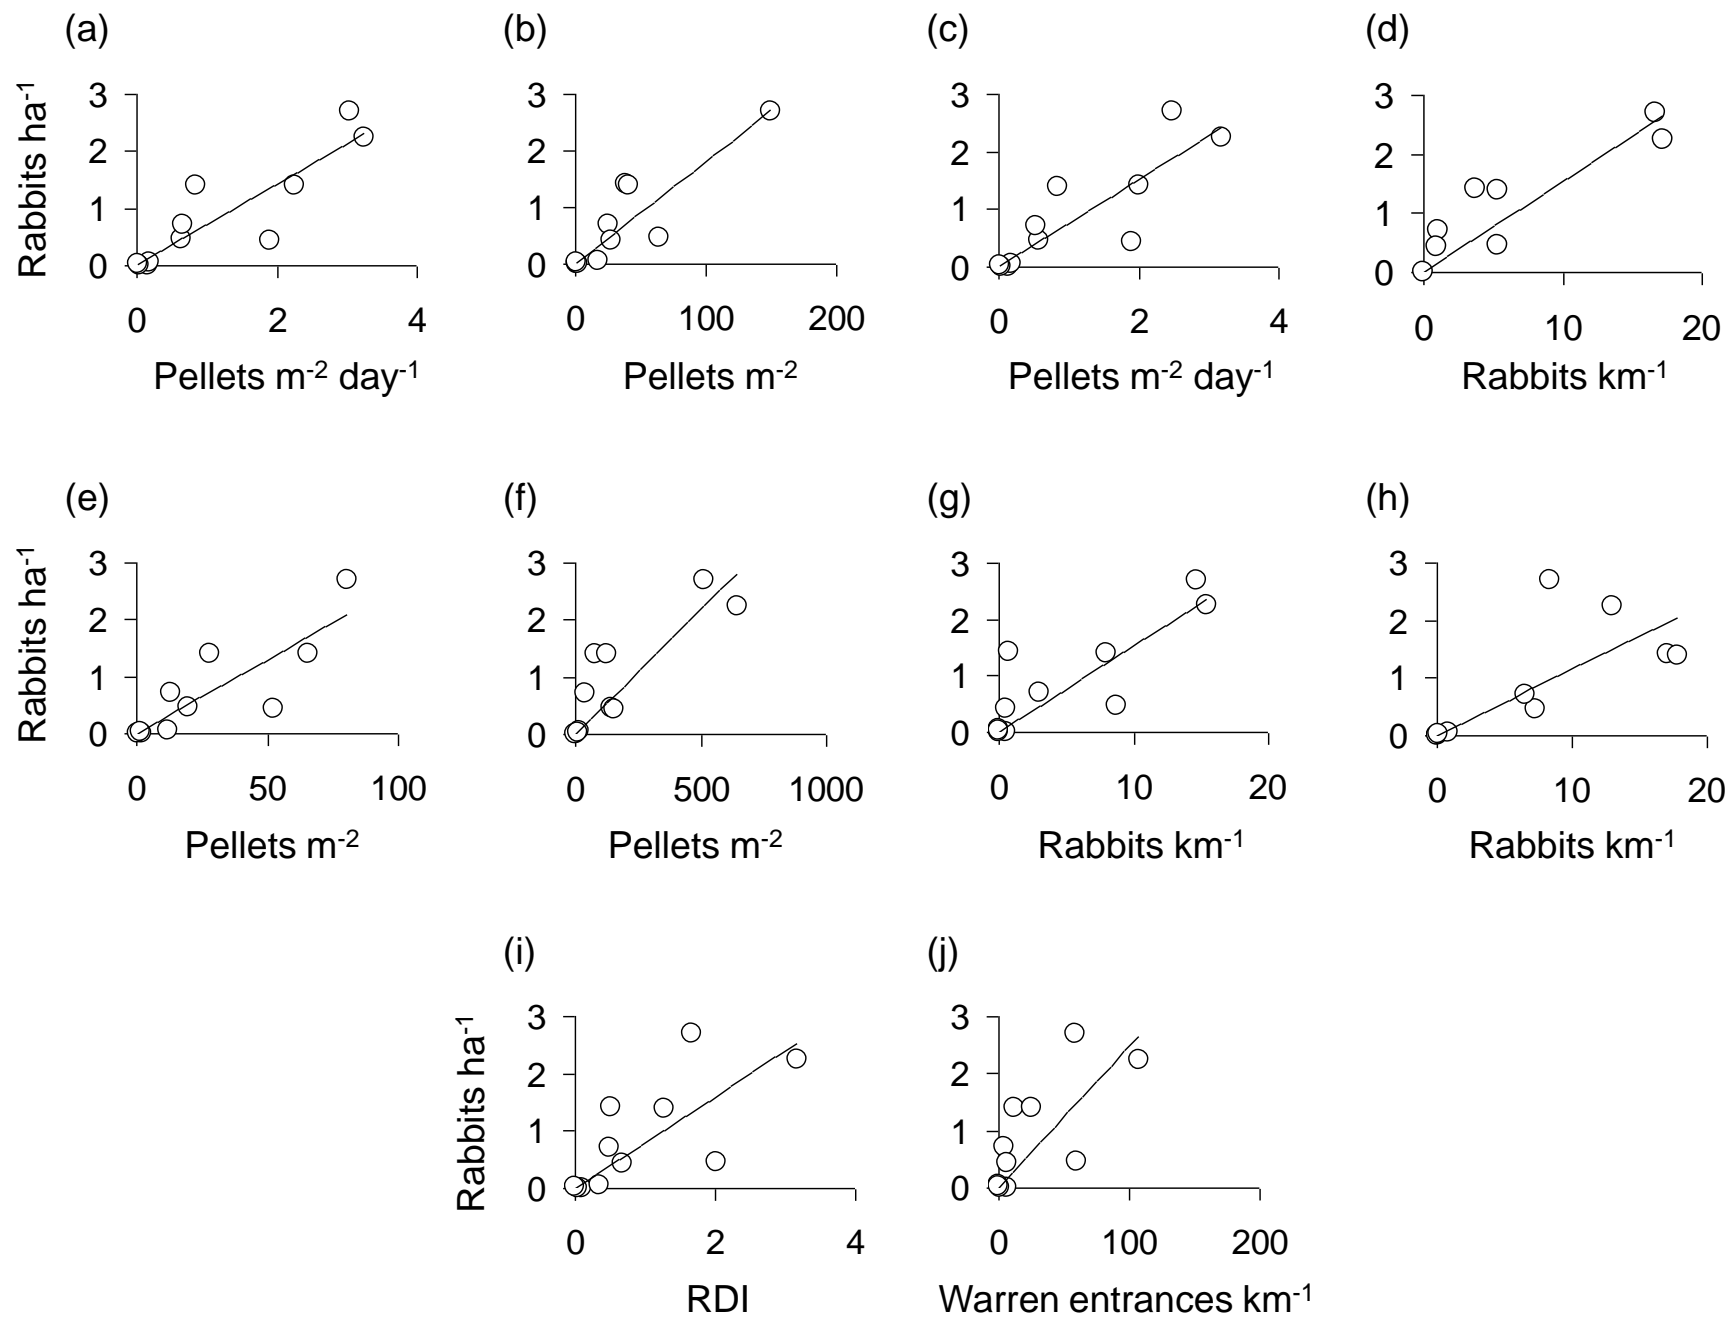 (a) (b) (c) (d)
3 3 3 3
2 2 2 2
1 1 1 1
0 0 0 0
Rabbits ha⁻¹
0 2 4 0 100 200 0 2 4 0 10 20
Pellets m⁻² day⁻¹ Pellets m⁻² Pellets m⁻² day⁻¹ Rabbits km⁻¹
(e) (f) (g) (h)
3 3 3 3
2 2 2 2
1 1 1 1
0 0 0 0
Rabbits ha⁻¹
0 50 100 0 500 1000 0 10 20 0 10 20
Pellets m⁻² Pellets m⁻² Rabbits km⁻¹ Rabbits km⁻¹
(i) (j)
3 3
2 2
1 1
0 0
Rabbits ha⁻¹
0 2 4 0 100 200
RDI Warren entrances km⁻¹